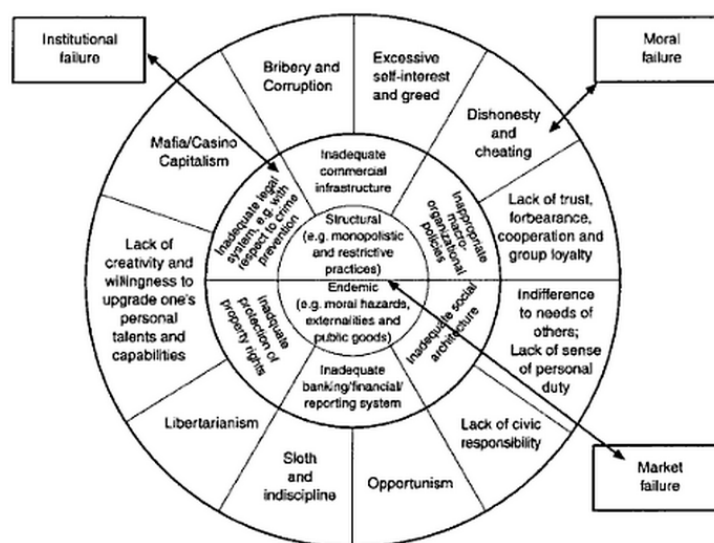 Institutional
failure
Moral
failure
Bribery and
Corruption
Excessive
self-interest
and greed
Dishonesty
and
cheating
Mafia/Casino
Capitalism
Lack of trust,
forbearance,
cooperation and
group loyalty
Lack of
creativity and
willingness to
upgrade one's
personal
talents and
capabilities
Indifference
to needs of
others;
Lack of sense
of personal
duty
Libertarianism
Sloth
and
indiscipline
Opportunism
Lack of civic
responsibility
Market
failure
Inadequate
commercial
infrastructure
Inadequate legal
system, e.g. with
respect to crime
prevention
Inappropriate
macro-
organizational
policies
Inadquate
protection of
property rights
Inadequate social
architecture
Inadequate
banking/financial/
reporting system
Structural
(e.g. monopolistic
and restrictive
practices)
Endemic
(e.g. moral hazards,
externalities and
public goods)